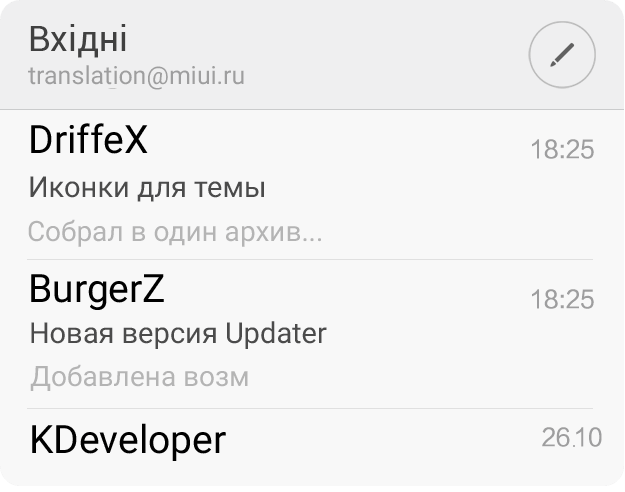 Вхідні
translation@miui.ru
DriffeX
18:25
Иконки для темы
Собрал в один архив...
BurgerZ
18:25
Новая версия Updater
Добавлена возм
KDeveloper
26.10